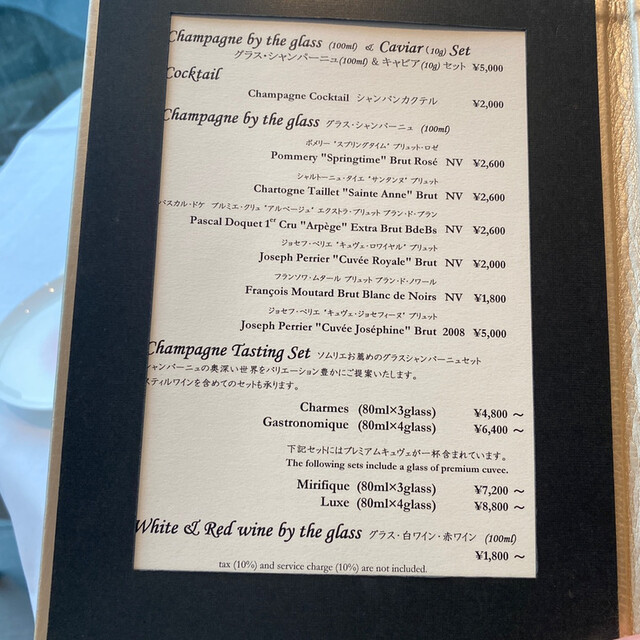 Champagne by the glass (100ml) & Caviar (10g) Set
グラス・シャンパーニュ(100ml) & キャビア(10g) セット ¥5,000
Cocktail
Champagne Cocktail シャンパンカクテル ¥2,000
Champagne by the glass グラス・シャンパーニュ (100ml)
ポメリー "スプリングタイム" ブリュット・ロゼ
Pommery "Springtime" Brut Rosé NV ¥2,600
シャルトーニュ・タイエ "サンタンヌ" ブリュット
Chartogne Taillet "Sainte Anne" Brut NV ¥2,600
パスカル・ドケ プルミエ・クリュ "アルページュ" エクストラ・ブリュット ブラン・ド・ブラン
Pascal Doquet 1er Cru "Arpège" Extra Brut BdeBs NV ¥2,600
ジョセフ・ペリエ "キュヴェ・ロワイヤル" ブリュット
Joseph Perrier "Cuvée Royale" Brut NV ¥2,000
フランソワ・ムタール ブリュット ブラン・ド・ノワール
François Moutard Brut Blanc de Noirs NV ¥1,800
ジョセフ・ペリエ "キュヴェ・ジョセフィーヌ" ブリュット
Joseph Perrier "Cuvée Joséphine" Brut 2008 ¥5,000
Champagne Tasting Set ソムリエお薦めのグラスシャンパーニュセット
シャンパーニュの奥深い世界をバリエーション豊かにご提案いたします。
スティルワインを含めてのセットも承ります。
Charmes (80ml×3glass) ¥4,800 ～
Gastronomique (80ml×4glass) ¥6,400 ～
下記セットにはプレミアムキュヴェが一杯含まれています。
The following sets include a glass of premium cuvee.
Mirifique (80ml×3glass) ¥7,200 ～
Luxe (80ml×4glass) ¥8,800 ～
White & Red wine by the glass グラス・白ワイン・赤ワイン (100ml)
¥1,800 ～
tax (10%) and service charge (10%) are not included.